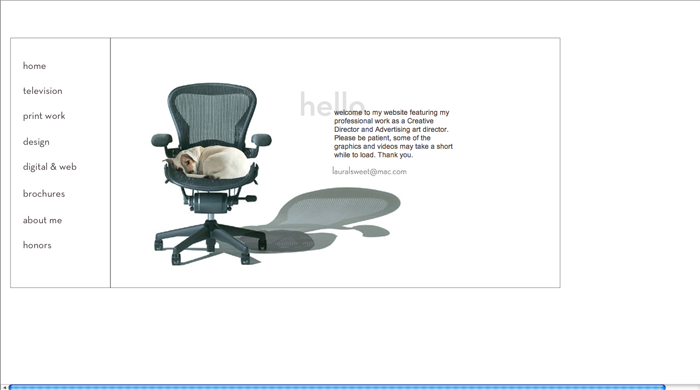 home
television
print work
design
digital & web
brochures
about me
honors
hello
welcome to my website featuring my
professional work as a Creative
Director and Advertising art director.
Please be patient, some of the
graphics and videos may take a short
while to load. Thank you.
lauralsweet@mac.com